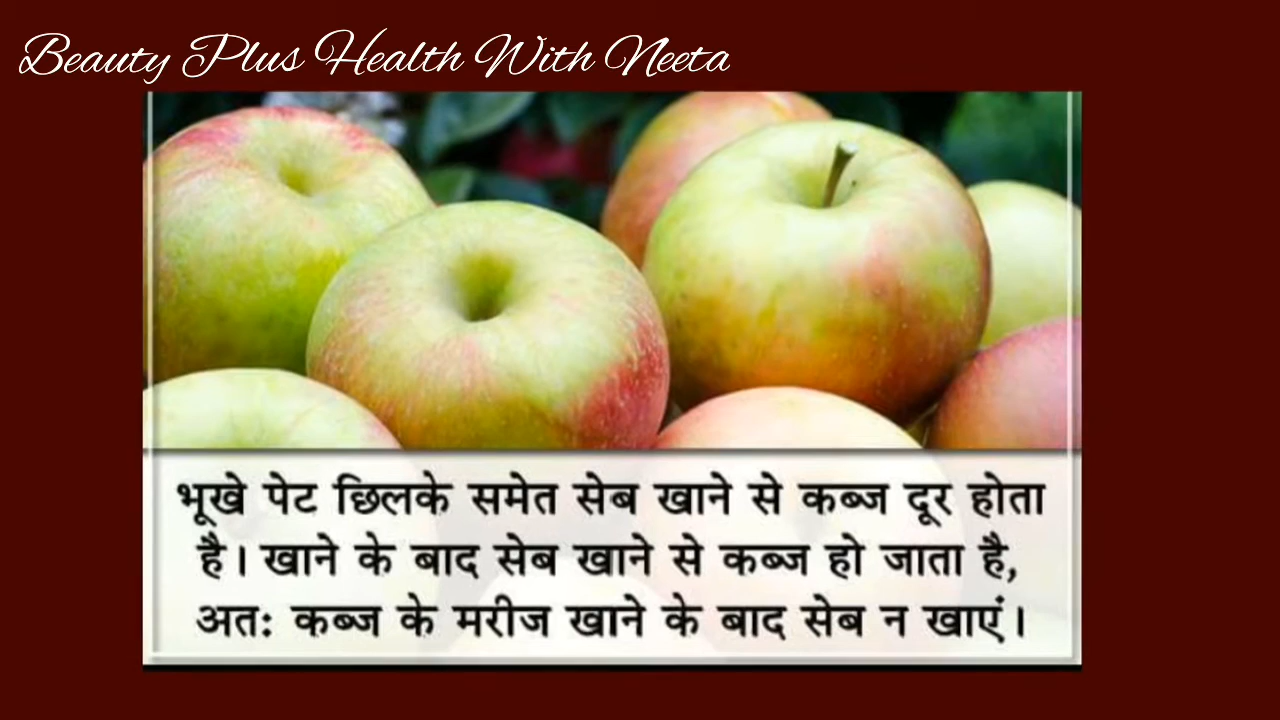 Beauty Plus Health With Neeta
भूखे पेट छिलके समेत सेब खाने से कब्ज दूर होता
है। खाने के बाद सेब खाने से कब्ज हो जाता है,
अतः कब्ज के मरीज खाने के बाद सेब न खाएं।